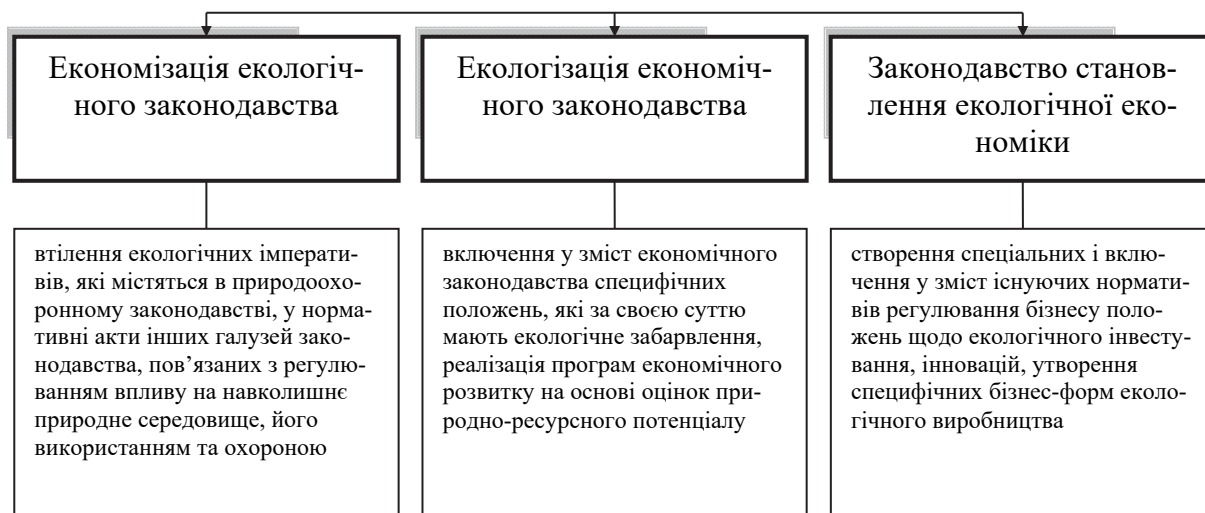 Економізація екологіч-
ного законодавства
Екологізація економіч-
ного законодавства
Законодавство станов-
лення екологічної еко-
номіки
втілення екологічних імперати-
вів, які містяться в природоохо-
ронному законодавстві, у норма-
тивні акти інших галузей зако-
нодавства, пов’язаних з регулю-
ванням впливу на навколишнє
природне середовище, його
використанням та охороною
включення у зміст економічного
законодавства специфічних
положень, які за своєю суттю
мають екологічне забарвлення,
реалізація програм економічного
розвитку на основі оцінок при-
родно-ресурсного потенціалу
створення спеціальних і вклю-
чення у зміст існуючих нормати-
вів регулювання бізнесу поло-
жень щодо екологічного інвесту-
вання, інновацій, утворення
специфічних бізнес-форм еколо-
гічного виробництва